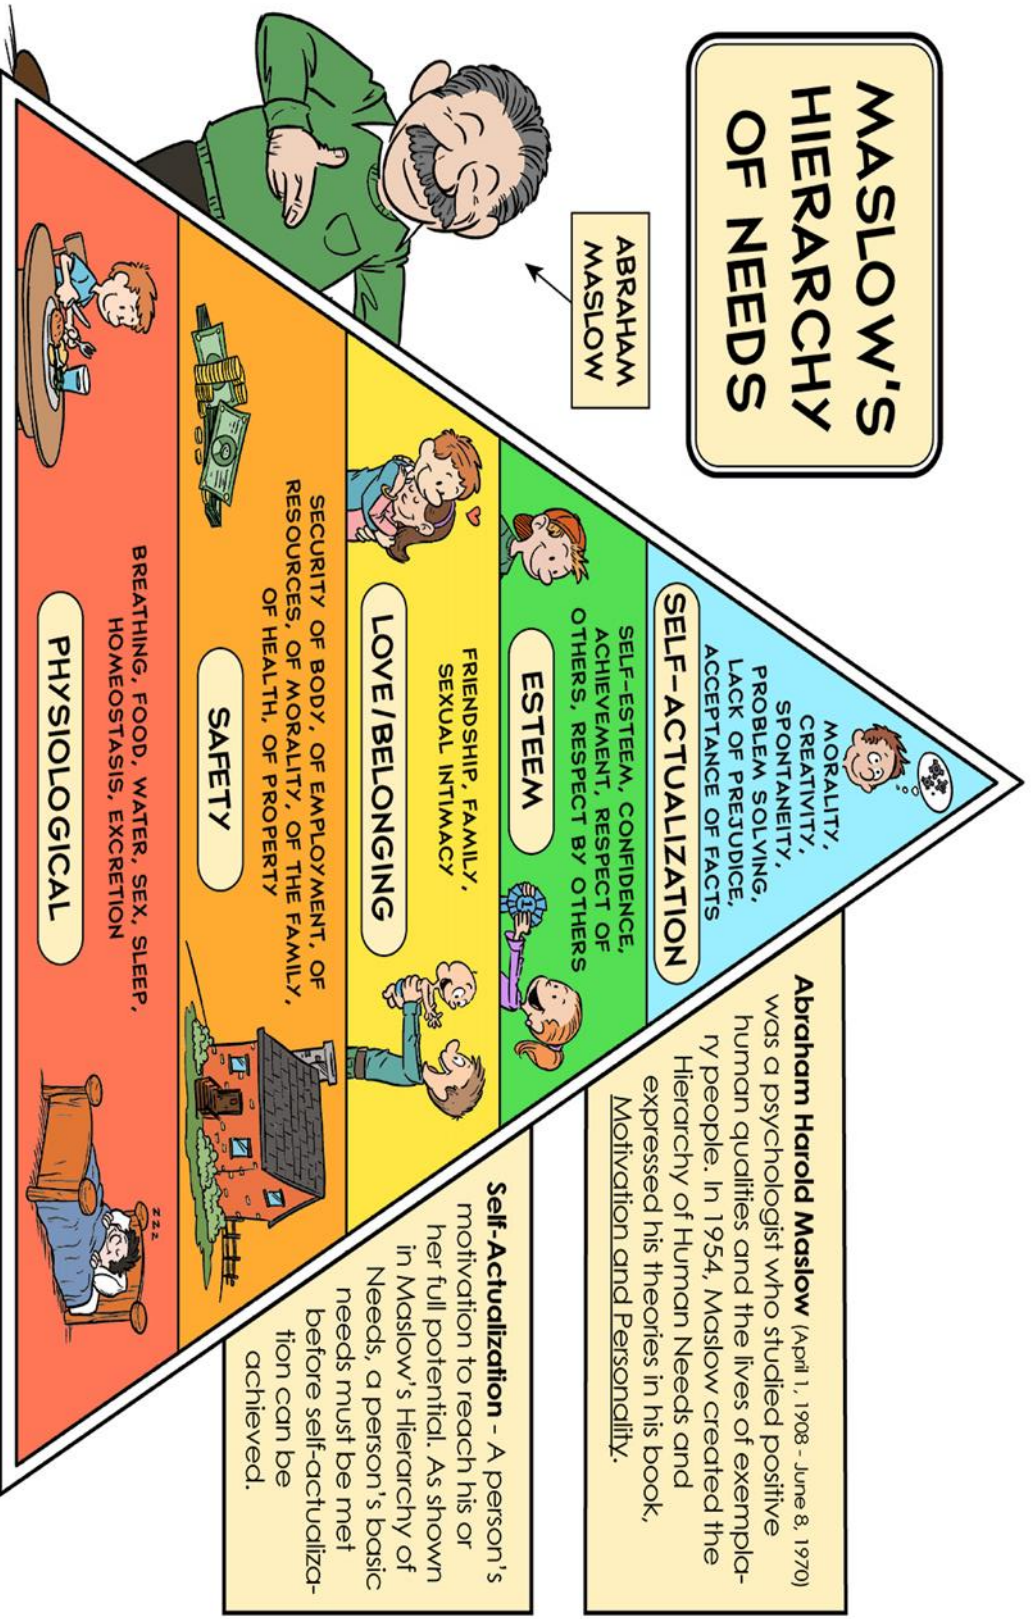 MASLOW'S
HIERARCHY
OF NEEDS
ABRAHAM
MASLOW
MORALITY,
CREATIVITY,
SPONTANEITY,
PROBLEM SOLVING,
LACK OF PREJUDICE,
ACCEPTANCE OF FACTS
SELF-ACTUALIZATION
SELF-ESTEEM, CONFIDENCE,
ACHIEVEMENT, RESPECT OF
OTHERS, RESPECT BY OTHERS
ESTEEM
1
FRIENDSHIP, FAMILY,
SEXUAL INTIMACY
LOVE/BELONGING
SECURITY OF BODY, OF EMPLOYMENT, OF
RESOURCES, OF MORALITY, OF THE FAMILY,
OF HEALTH, OF PROPERTY
SAFETY
BREATHING, FOOD, WATER, SEX, SLEEP,
HOMEOSTASIS, EXCRETION
PHYSIOLOGICAL
zzz
Abraham Harold Maslow (April 1, 1908 - June 8, 1970)
was a psychologist who studied positive
human qualities and the lives of exempla-
ry people. In 1954, Maslow created the
Hierarchy of Human Needs and
expressed his theories in his book,
Motivation and Personality.
Self-Actualization - A person's
motivation to reach his or
her full potential. As shown
in Maslow's Hierarchy of
Needs, a person's basic
needs must be met
before self-actualiza-
tion can be
achieved.